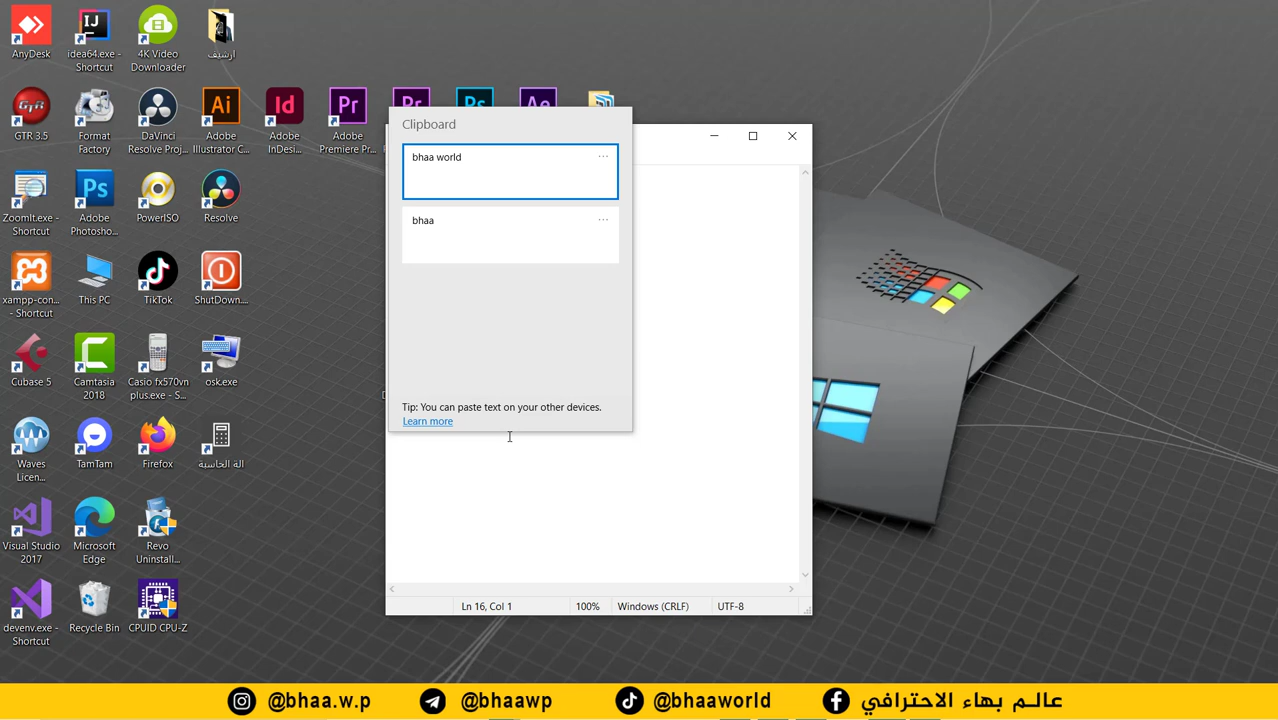 AnyDesk
idea64.exe -
Shortcut
4K Video
Downloader
ارشيف
GTR 3.5
Format
Factory
DaVinci
Resolve Proj...
Adobe
Illustrator C...
Adobe
InDesi...
Adobe
Premiere Pr...
ZoomIt.exe -
Shortcut
Adobe
Photosho...
PowerISO
Resolve
xampp-con...
- Shortcut
This PC
TikTok
ShutDown....
Cubase 5
Camtasia
2018
Casio fx570vn
plus.exe - S...
osk.exe
Waves
Licen...
TamTam
Firefox
الة الحاسبة
Visual Studio
2017
Microsoft
Edge
Revo
Uninstall...
devenv.exe -
Shortcut
Recycle Bin
CPUID CPU-Z
Clipboard
bhaa world
bhaa
Tip: You can paste text on your other devices.
Learn more
Ln 16, Col 1 100% Windows (CRLF) UTF-8
@bhaa.w.p @bhaawp @bhaaworld عالم بهاء الاحترافي